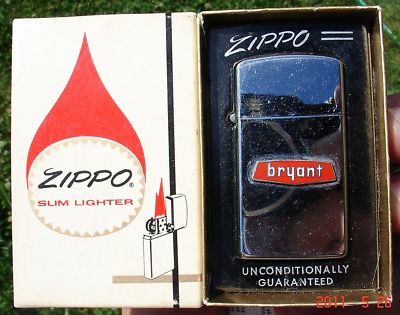 ZIPPO®
SLIM LIGHTER
ZIPPO
bryant
UNCONDITIONALLY
GUARANTEED
2011 5 26